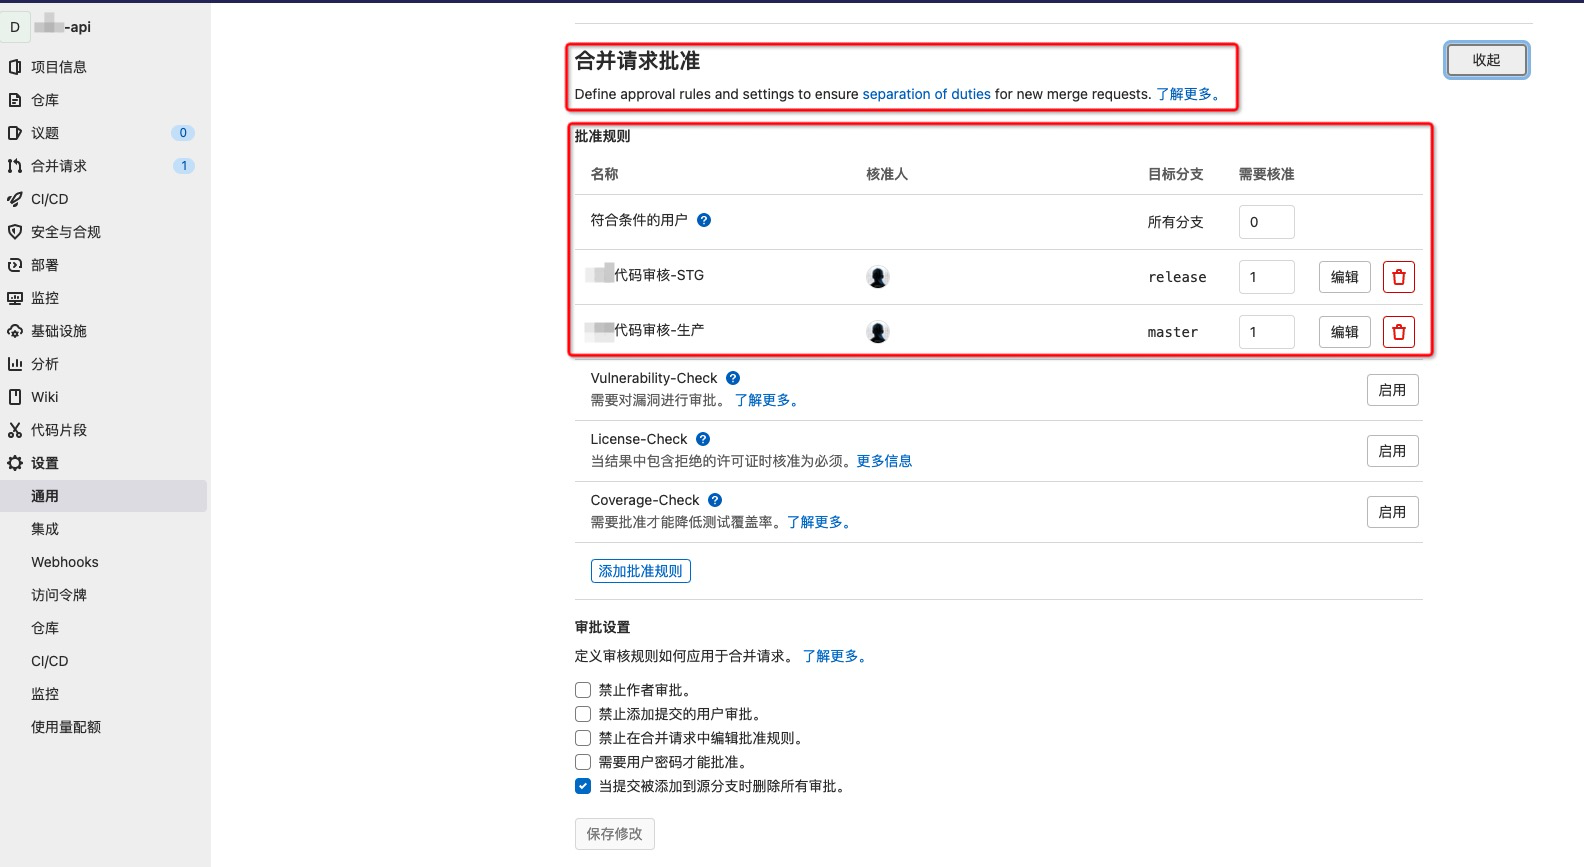 D -api
项目信息
仓库
议题 0
合并请求 1
CI/CD
安全与合规
部署
监控
基础设施
分析
Wiki
代码片段
设置
通用
集成
Webhooks
访问令牌
仓库
CI/CD
监控
使用量配额
合并请求批准
收起
Define approval rules and settings to ensure separation of duties for new merge requests. 了解更多。
批准规则
名称 核准人 目标分支 需要核准
符合条件的用户 ? 所有分支 0
代码审核-STG release 1 编辑
代码审核-生产 master 1 编辑
Vulnerability-Check ?
需要对漏洞进行审批。 了解更多。 启用
License-Check ?
当结果中包含拒绝的许可证时核准为必须。更多信息 启用
Coverage-Check ?
需要批准才能降低测试覆盖率。了解更多。 启用
添加批准规则
审批设置
定义审核规则如何应用于合并请求。 了解更多。
禁止作者审批。
禁止添加提交的用户审批。
禁止在合并请求中编辑批准规则。
需要用户密码才能批准。
当提交被添加到源分支时删除所有审批。
保存修改